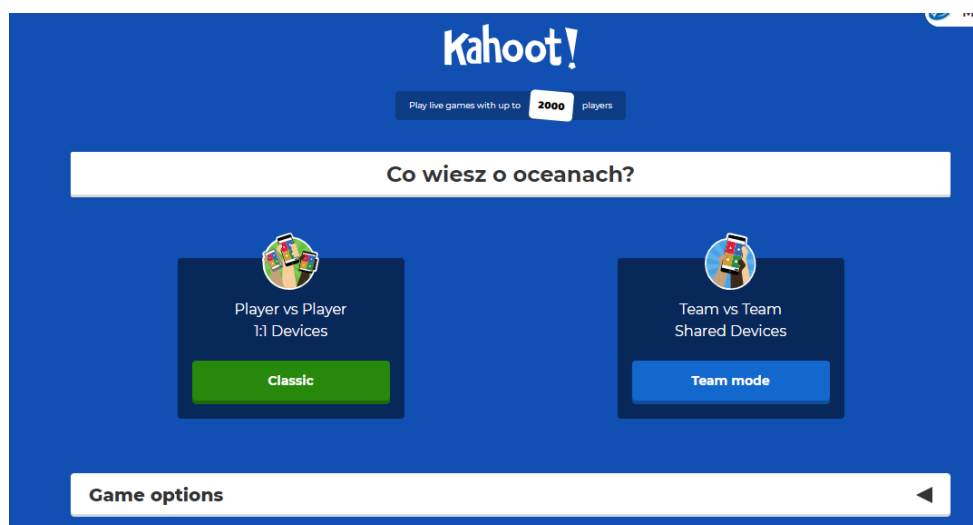 Kahoot!
Play live games with up to 2000 players
Co wiesz o oceanach?
Player vs Player
1:1 Devices
Classic
Team vs Team
Shared Devices
Team mode
Game options